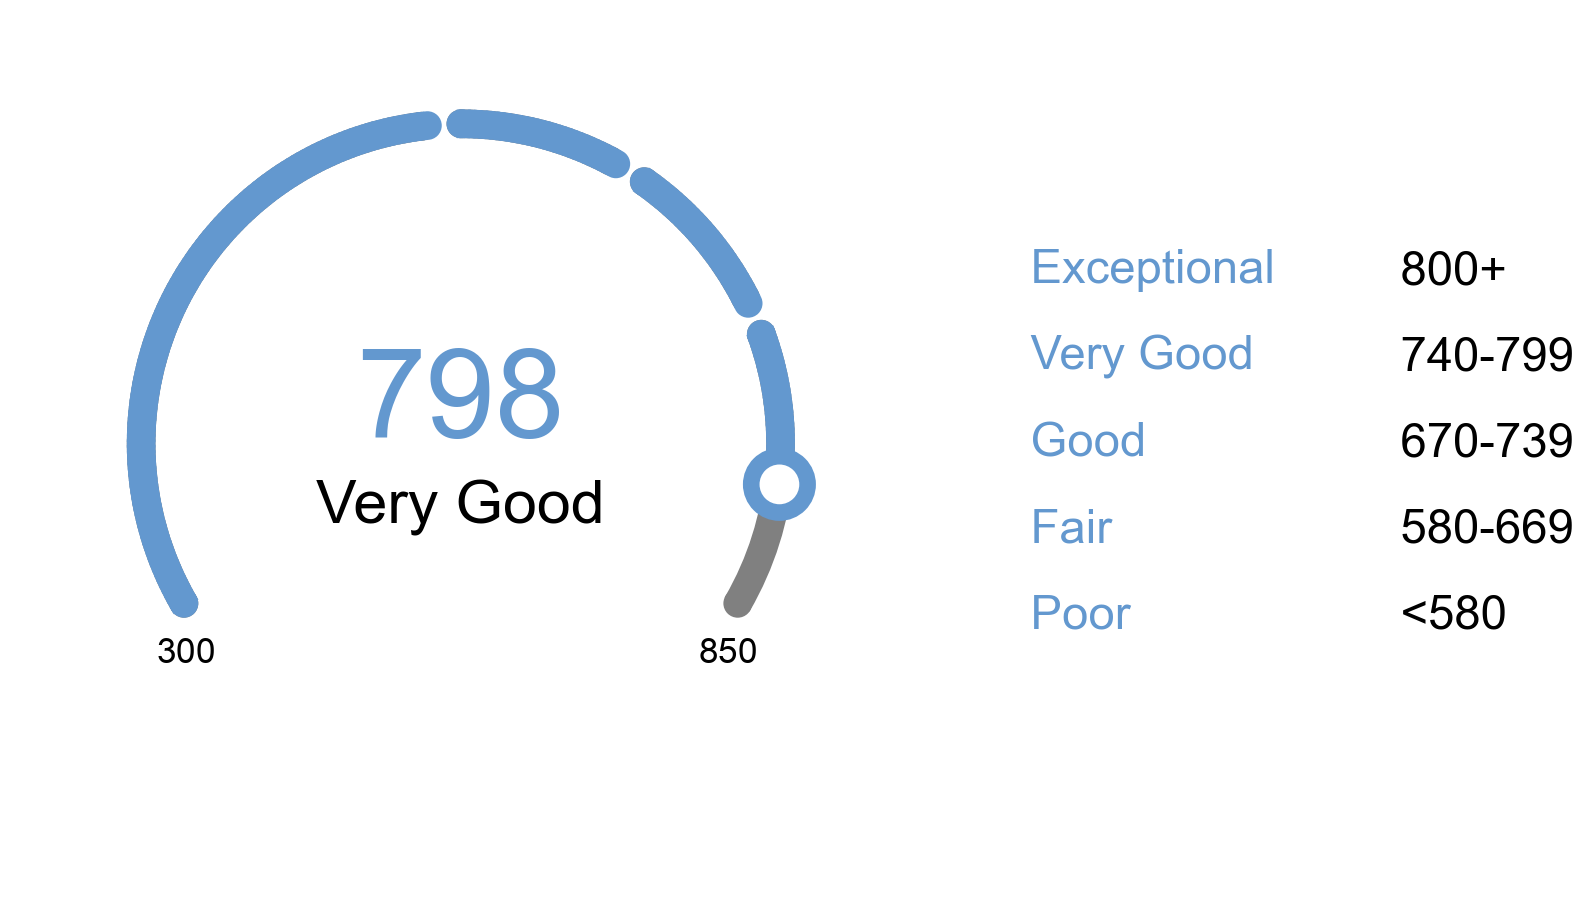 798
Very Good
300
850
Exceptional 800+
Very Good 740-799
Good 670-739
Fair 580-669
Poor <580